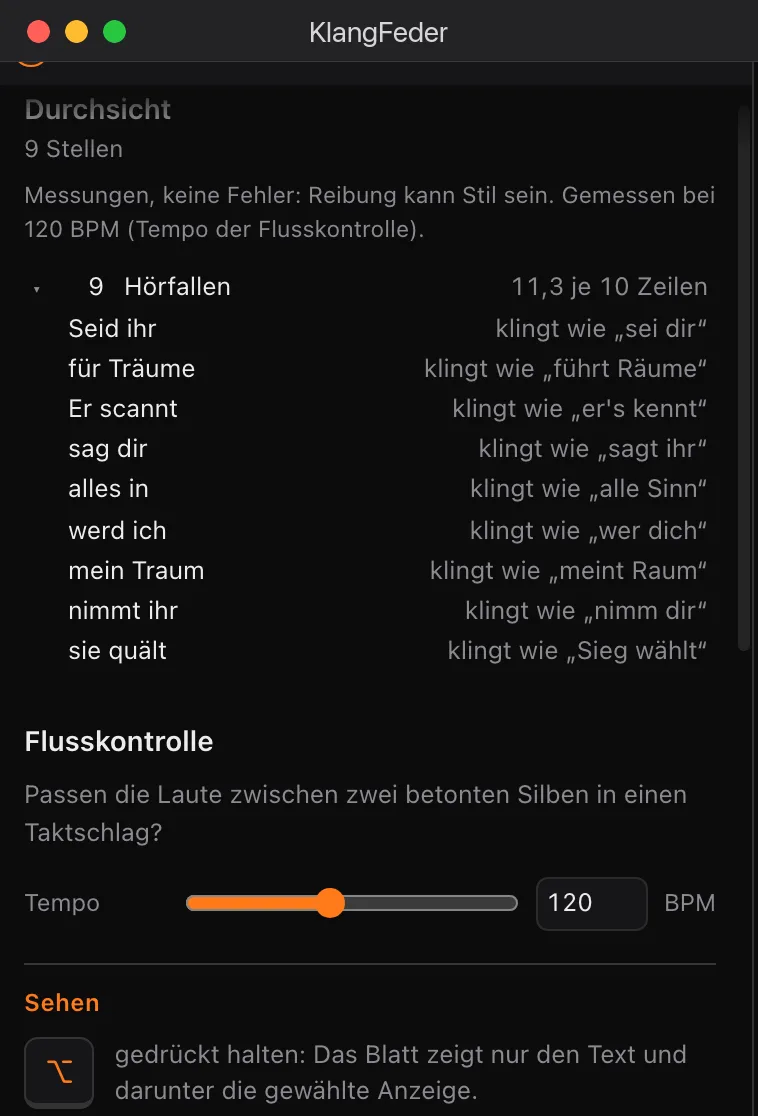 KlangFeder
Durchsicht
9 Stellen
Messungen, keine Fehler: Reibung kann Stil sein. Gemessen bei
120 BPM (Tempo der Flusskontrolle).
9 Hörfallen 11,3 je 10 Zeilen
Seid ihr klingt wie „sei dir“
für Träume klingt wie „führt Räume“
Er scannt klingt wie „er's kennt“
sag dir klingt wie „sagt ihr“
alles in klingt wie „alle Sinn“
werd ich klingt wie „wer dich“
mein Traum klingt wie „meint Raum“
nimmt ihr klingt wie „nimm dir“
sie quält klingt wie „Sieg wählt“
Flusskontrolle
Passen die Laute zwischen zwei betonten Silben in einen
Taktschlag?
Tempo 120 BPM
Sehen
⌥ gedrückt halten: Das Blatt zeigt nur den Text und
darunter die gewählte Anzeige.